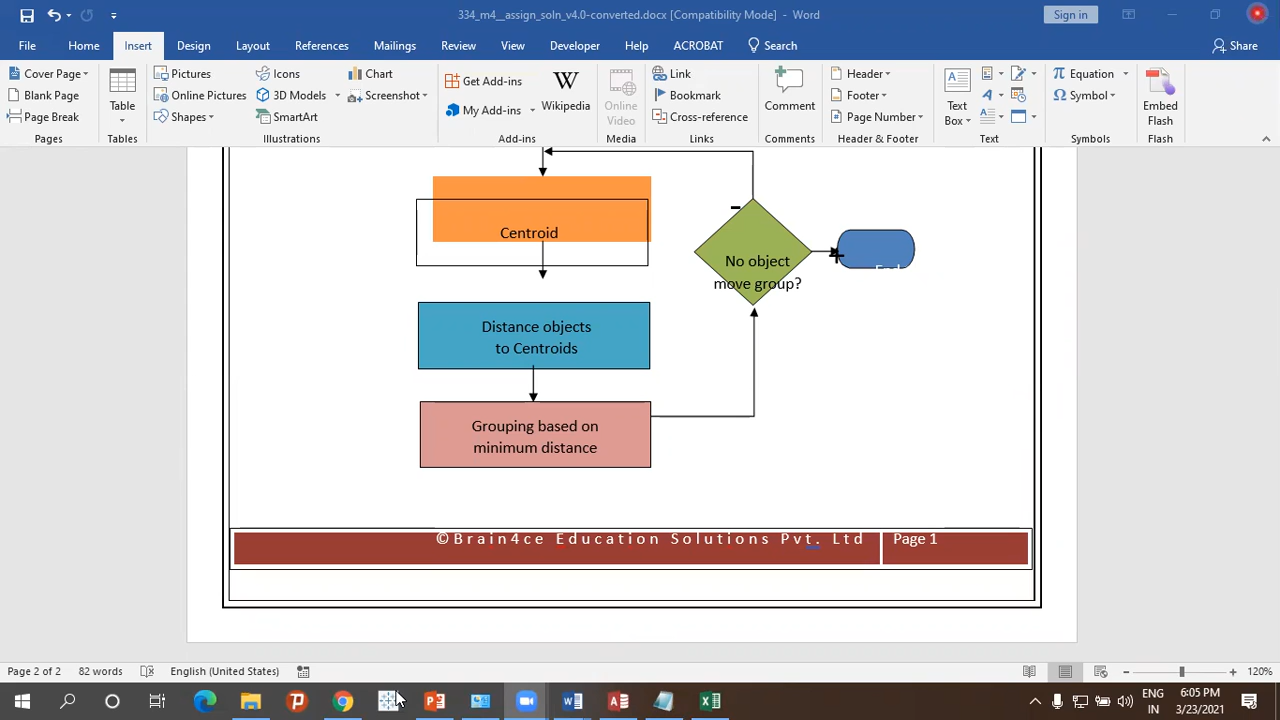 334_m4__assign_soln_v4.0-converted.docx [Compatibility Mode] - Word
Sign in
File Home Insert Design Layout References Mailings Review View Developer Help ACROBAT Search Share
Cover Page
Blank Page
Page Break
Pages
Table
Tables
Pictures
Online Pictures
Shapes
Icons
3D Models
SmartArt
Chart
Screenshot
Illustrations
Get Add-ins
My Add-ins
Wikipedia
Add-ins
Online Video
Media
Link
Bookmark
Cross-reference
Links
Comment
Comments
Header
Footer
Page Number
Header & Footer
Text Box
Text
Equation
Symbol
Symbols
Embed Flash
Flash
Centroid
No object
move group?
End
Distance objects
to Centroids
Grouping based on
minimum distance
©Brain4ce Education Solutions Pvt. Ltd Page 1
Page 2 of 2 82 words English (United States) 120%
ENG
IN
6:05 PM
3/23/2021